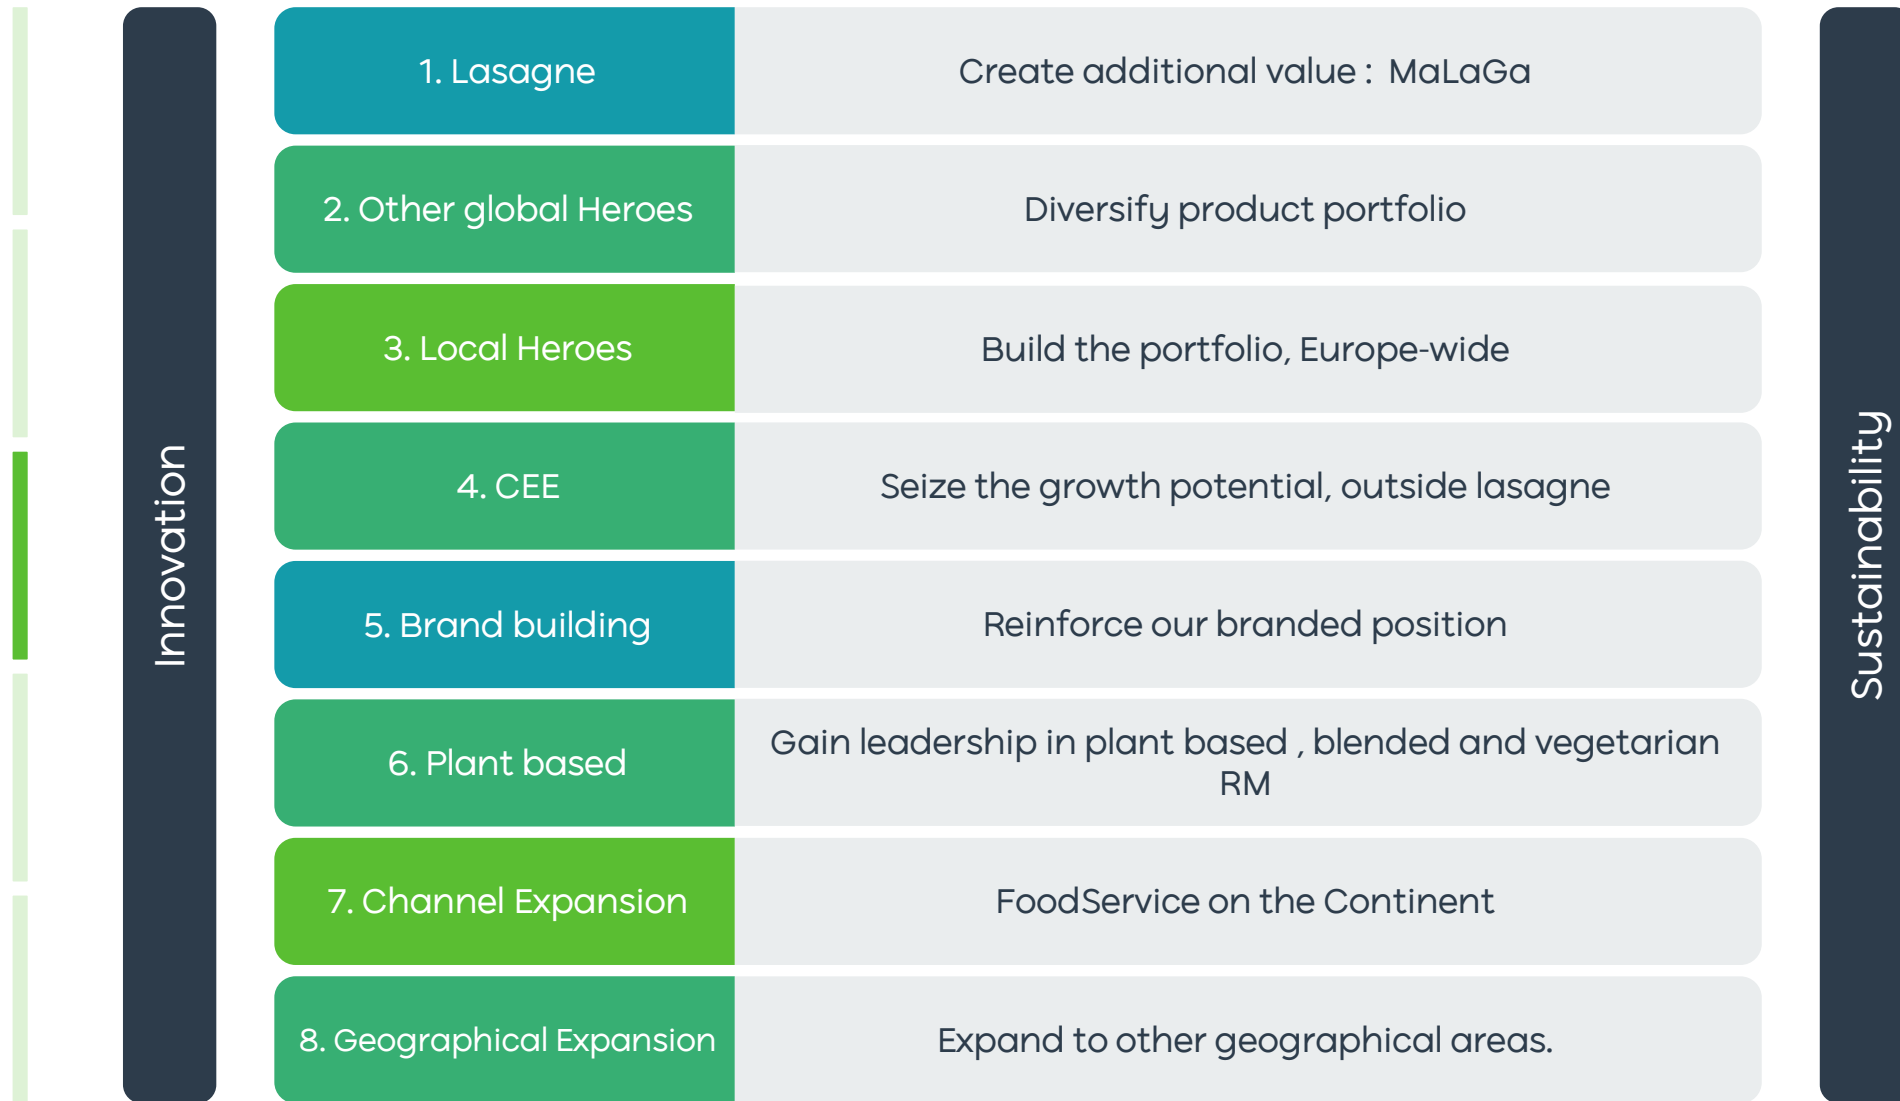 Innovation
1. Lasagne
Create additional value : MaLaGa
2. Other global Heroes
Diversify product portfolio
3. Local Heroes
Build the portfolio, Europe-wide
4. CEE
Seize the growth potential, outside lasagne
5. Brand building
Reinforce our branded position
6. Plant based
Gain leadership in plant based , blended and vegetarian
RM
7. Channel Expansion
FoodService on the Continent
8. Geographical Expansion
Expand to other geographical areas.
Sustainability